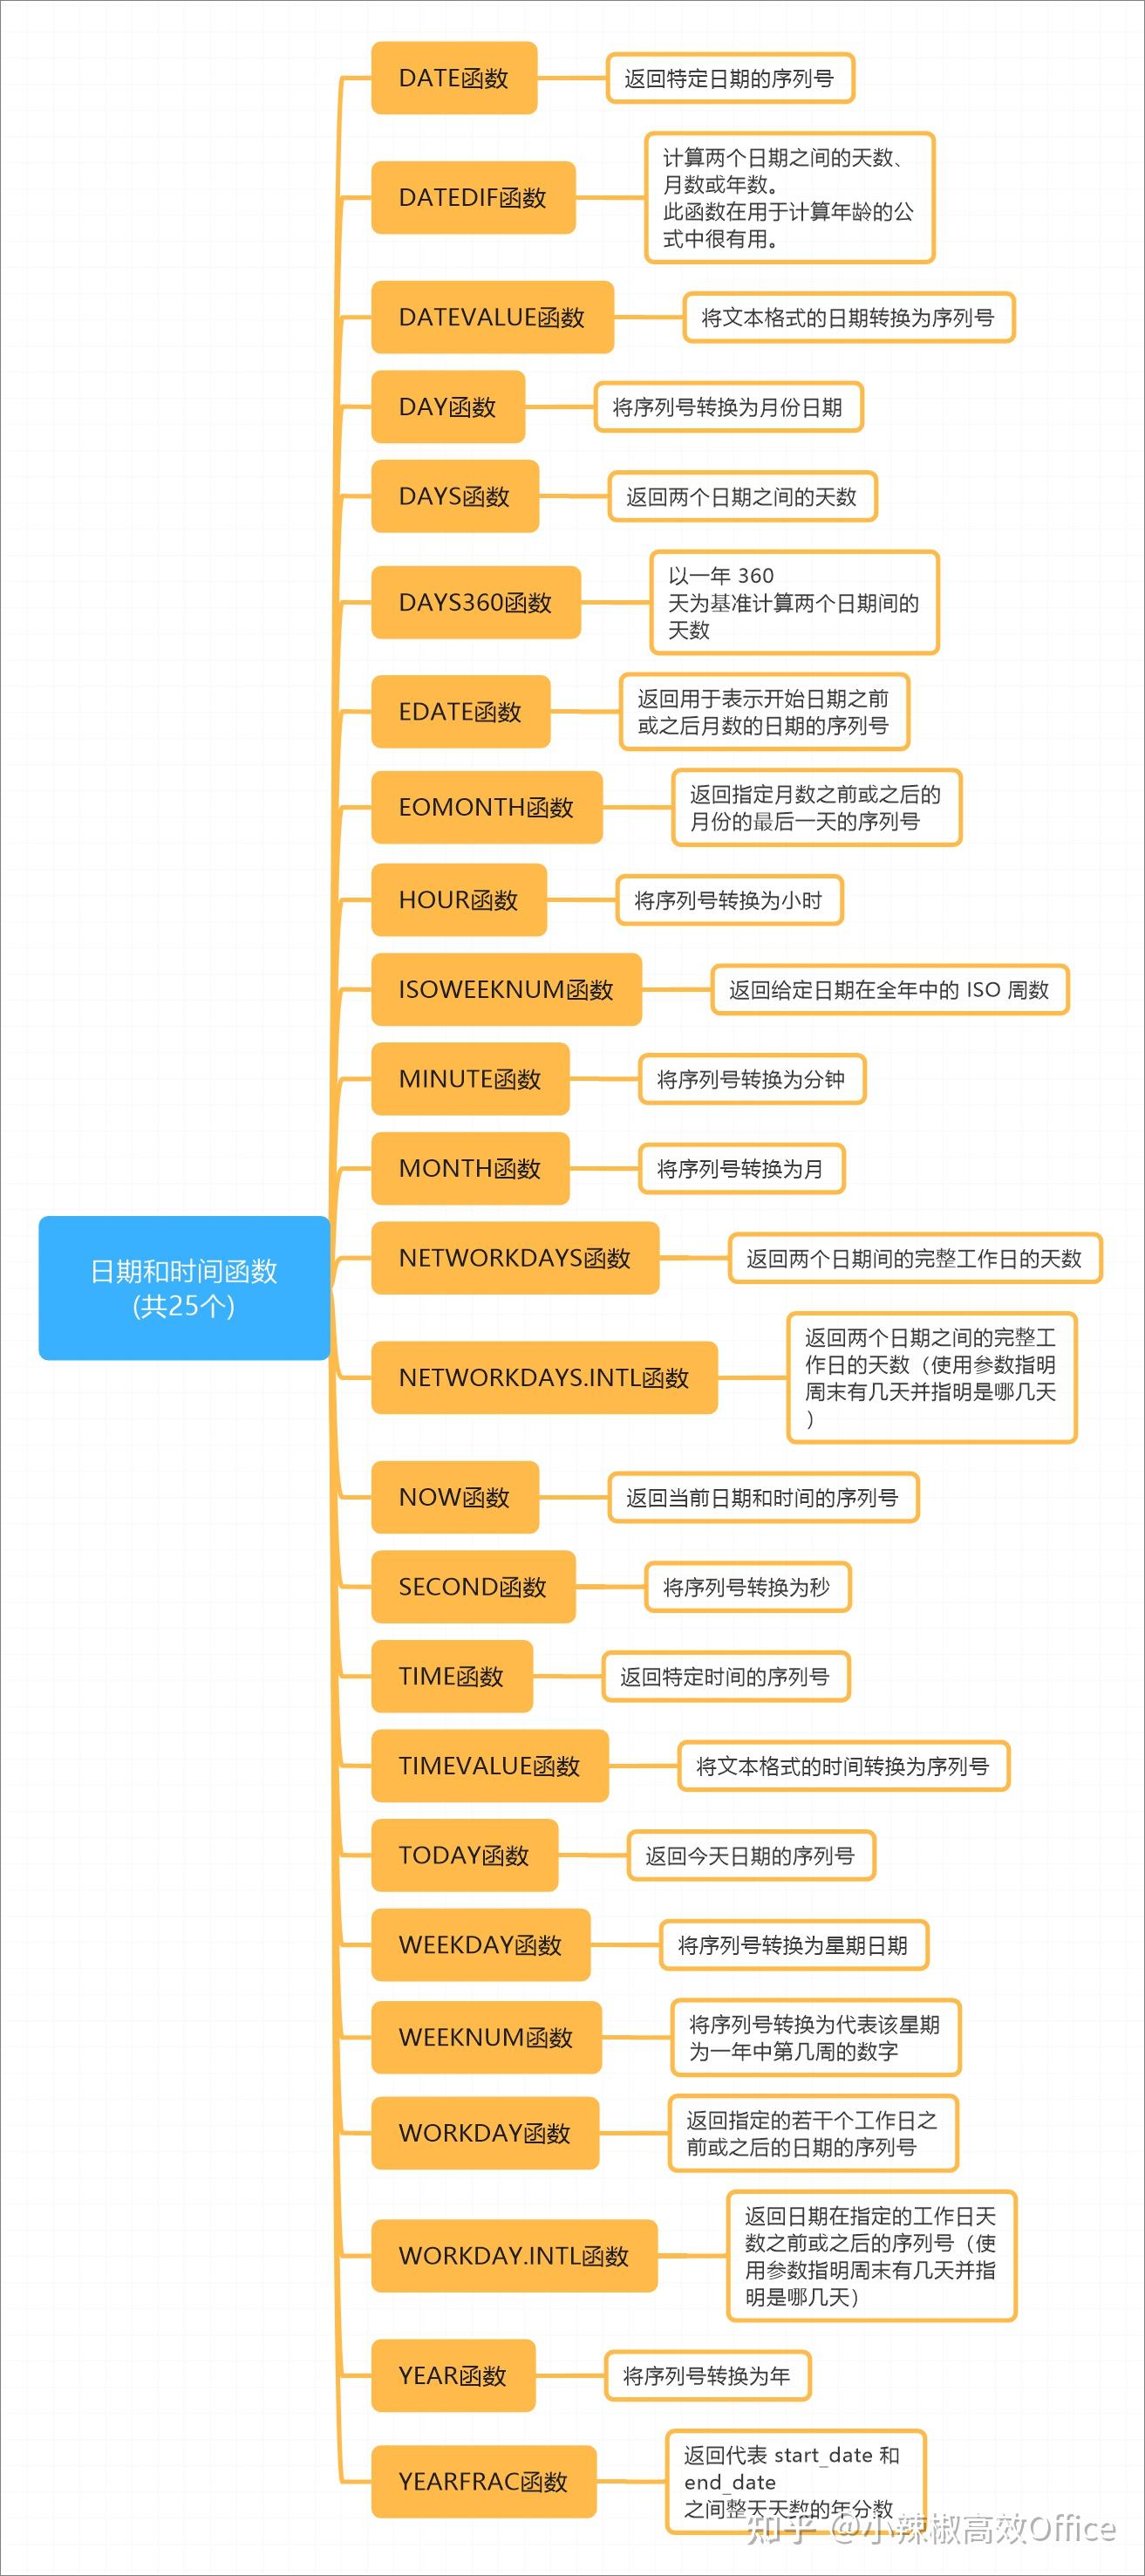 日期和时间函数
(共25个)
DATE函数
返回特定日期的序列号
DATEDIF函数
计算两个日期之间的天数、
月数或年数。
此函数在用于计算年龄的公
式中很有用。
DATEVALUE函数
将文本格式的日期转换为序列号
DAY函数
将序列号转换为月份日期
DAYS函数
返回两个日期之间的天数
DAYS360函数
以一年 360
天为基准计算两个日期间的
天数
EDATE函数
返回用于表示开始日期之前
或之后月数的日期的序列号
EOMONTH函数
返回指定月数之前或之后的
月份的最后一天的序列号
HOUR函数
将序列号转换为小时
ISOWEEKNUM函数
返回给定日期在全年中的 ISO 周数
MINUTE函数
将序列号转换为分钟
MONTH函数
将序列号转换为月
NETWORKDAYS函数
返回两个日期间的完整工作日的天数
NETWORKDAYS.INTL函数
返回两个日期之间的完整工
作日的天数（使用参数指明
周末有几天并指明是哪几天
）
NOW函数
返回当前日期和时间的序列号
SECOND函数
将序列号转换为秒
TIME函数
返回特定时间的序列号
TIMEVALUE函数
将文本格式的时间转换为序列号
TODAY函数
返回今天日期的序列号
WEEKDAY函数
将序列号转换为星期日期
WEEKNUM函数
将序列号转换为代表该星期
为一年中第几周的数字
WORKDAY函数
返回指定的若干个工作日之
前或之后的日期的序列号
WORKDAY.INTL函数
返回日期在指定的工作日天
数之前或之后的序列号（使
用参数指明周末有几天并指
明是哪几天）
YEAR函数
将序列号转换为年
YEARFRAC函数
返回代表 start_date 和
end_date
之间整天天数的年分数
知乎 @小辣椒高效Office